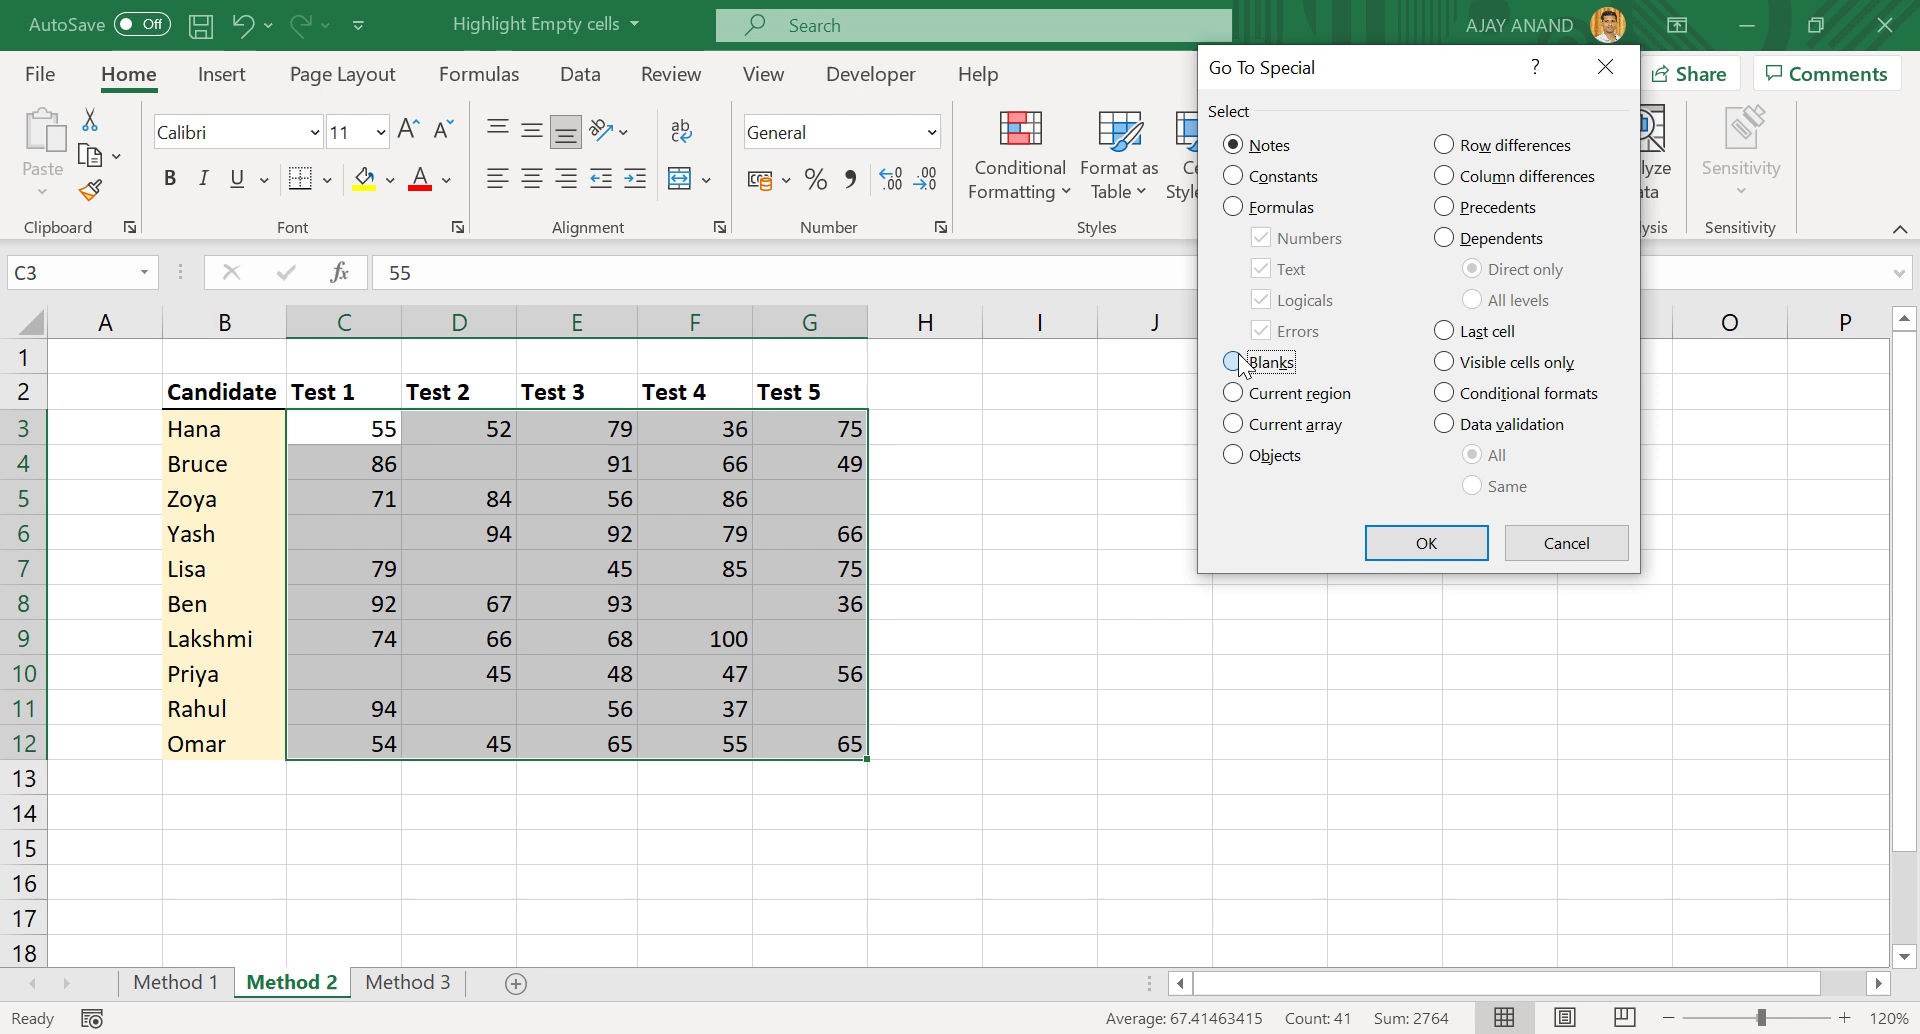 AutoSave Off Highlight Empty cells Search AJAY ANAND
File Home Insert Page Layout Formulas Data Review View Developer Help Share Comments
Paste
Clipboard
Calibri 11
B I U
Font
ab
Alignment
General
% ,
Number
Conditional Formatting
Format as Table
Styles
Sensitivity
Sensitivity
C3 fx 55
A B C D E F G H I J O P
1
2 Candidate Test 1 Test 2 Test 3 Test 4 Test 5
3 Hana 55 52 79 36 75
4 Bruce 86 91 66 49
5 Zoya 71 84 56 86
6 Yash 94 92 79 66
7 Lisa 79 45 85 75
8 Ben 92 67 93 36
9 Lakshmi 74 66 68 100
10 Priya 45 48 47 56
11 Rahul 94 56 37
12 Omar 54 45 65 55 65
13
14
15
16
17
18
Go To Special ?
Select
Notes
Constants
Formulas
Numbers
Text
Logicals
Errors
Blanks
Current region
Current array
Objects
Row differences
Column differences
Precedents
Dependents
Direct only
All levels
Last cell
Visible cells only
Conditional formats
Data validation
All
Same
OK Cancel
Method 1 Method 2 Method 3
Ready Average: 67.41463415 Count: 41 Sum: 2764 120%